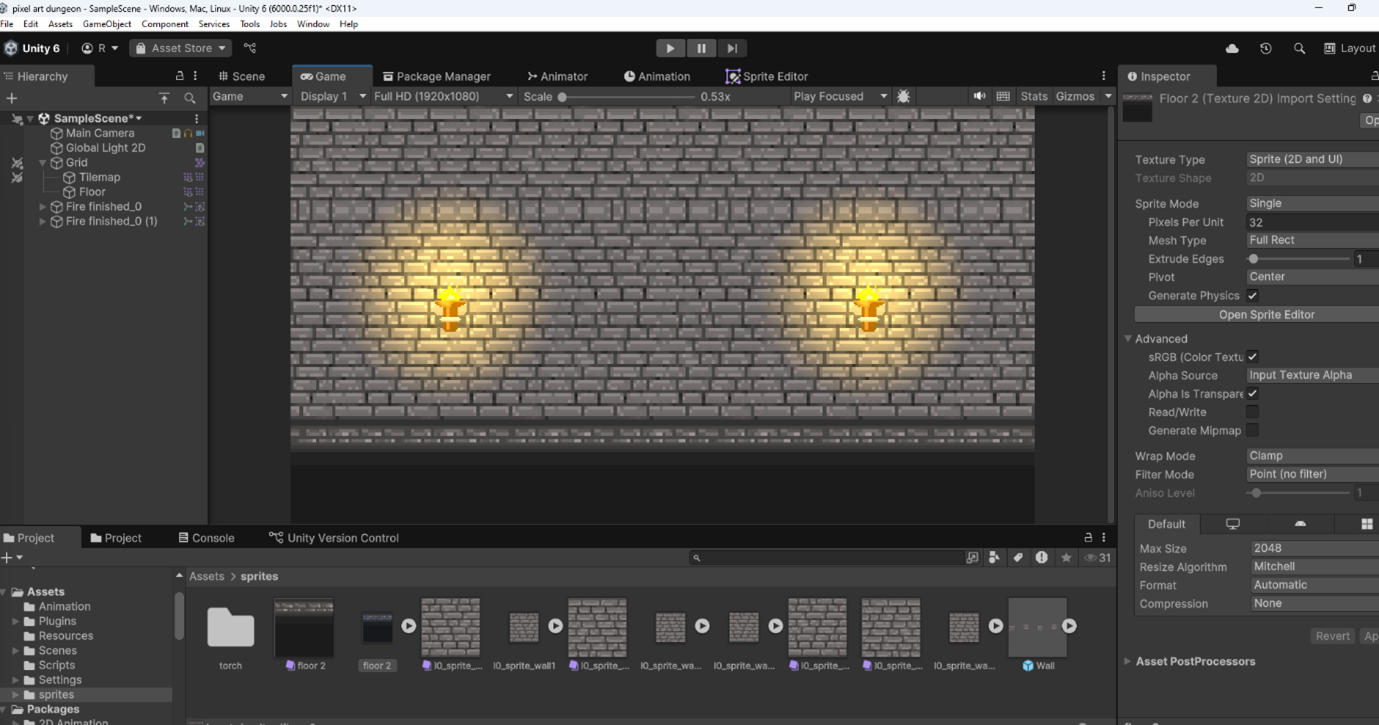 pixel art dungeon - SampleScene - Windows, Mac, Linux - Unity 6 (6000.0.25f1)* <DX11>
File Edit Assets GameObject Component Services Tools Jobs Window Help
Unity 6 R Asset Store Layout
Hierarchy
SampleScene*
Main Camera
Global Light 2D
Grid
Tilemap
Floor
Fire finished_0
Fire finished_0 (1)
Scene Game Package Manager Animator Animation Sprite Editor
Game Display 1 Full HD (1920x1080) Scale 0.53x Play Focused Stats Gizmos
Inspector
Floor 2 (Texture 2D) Import Setting
Op
Texture Type Sprite (2D and UI)
Texture Shape 2D
Sprite Mode Single
Pixels Per Unit 32
Mesh Type Full Rect
Extrude Edges 1
Pivot Center
Generate Physics
Open Sprite Editor
Advanced
sRGB (Color Textu
Alpha Source Input Texture Alpha
Alpha Is Transpare
Read/Write
Generate Mipmap
Wrap Mode Clamp
Filter Mode Point (no filter)
Aniso Level 1
Default
Max Size 2048
Resize Algorithm Mitchell
Format Automatic
Compression None
Revert Ap
Asset PostProcessors
Project Project Console Unity Version Control
31
Assets
Animation
Plugins
Resources
Scenes
Scripts
Settings
sprites
Packages
2D Animation
Assets > sprites
torch floor 2 floor 2 l0_sprite_... l0_sprite_wall1 l0_sprite_... l0_sprite_wa... l0_sprite_wa... l0_sprite_... l0_sprite_... l0_sprite_wa... Wall